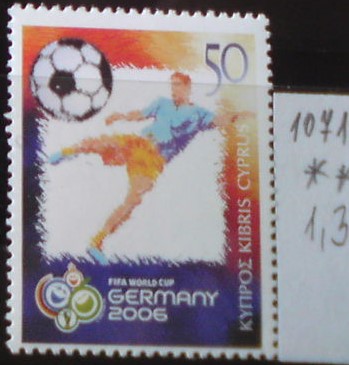 50
ΚΥΠΡΟΣ KIBRIS CYPRUS
FIFA WORLD CUP
GERMANY
2006
1071
**
1,3